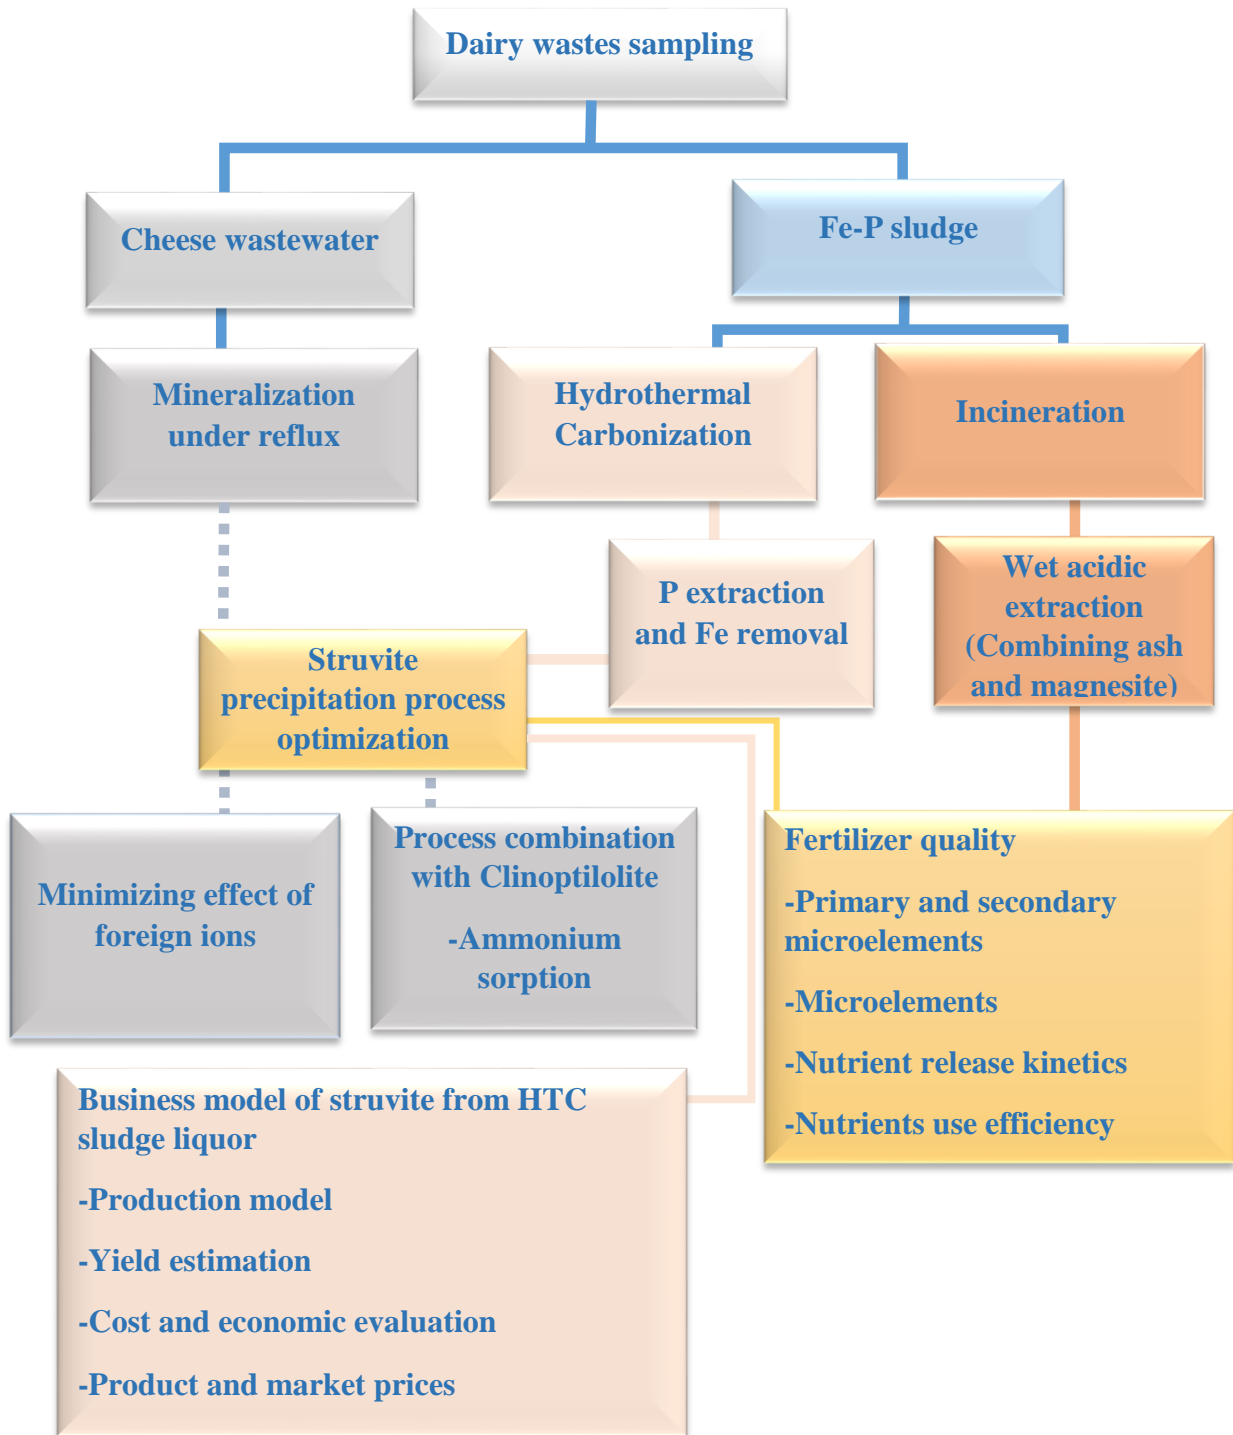 Dairy wastes sampling
Cheese wastewater
Fe-P sludge
Mineralization
under reflux
Hydrothermal
Carbonization
Incineration
P extraction
and Fe removal
Wet acidic
extraction
(Combining ash
and magnesite)
Struvite
precipitation process
optimization
Minimizing effect of
foreign ions
Process combination
with Clinoptilolite
-Ammonium
sorption
Fertilizer quality
-Primary and secondary
microelements
-Microelements
-Nutrient release kinetics
-Nutrients use efficiency
Business model of struvite from HTC
sludge liquor
-Production model
-Yield estimation
-Cost and economic evaluation
-Product and market prices